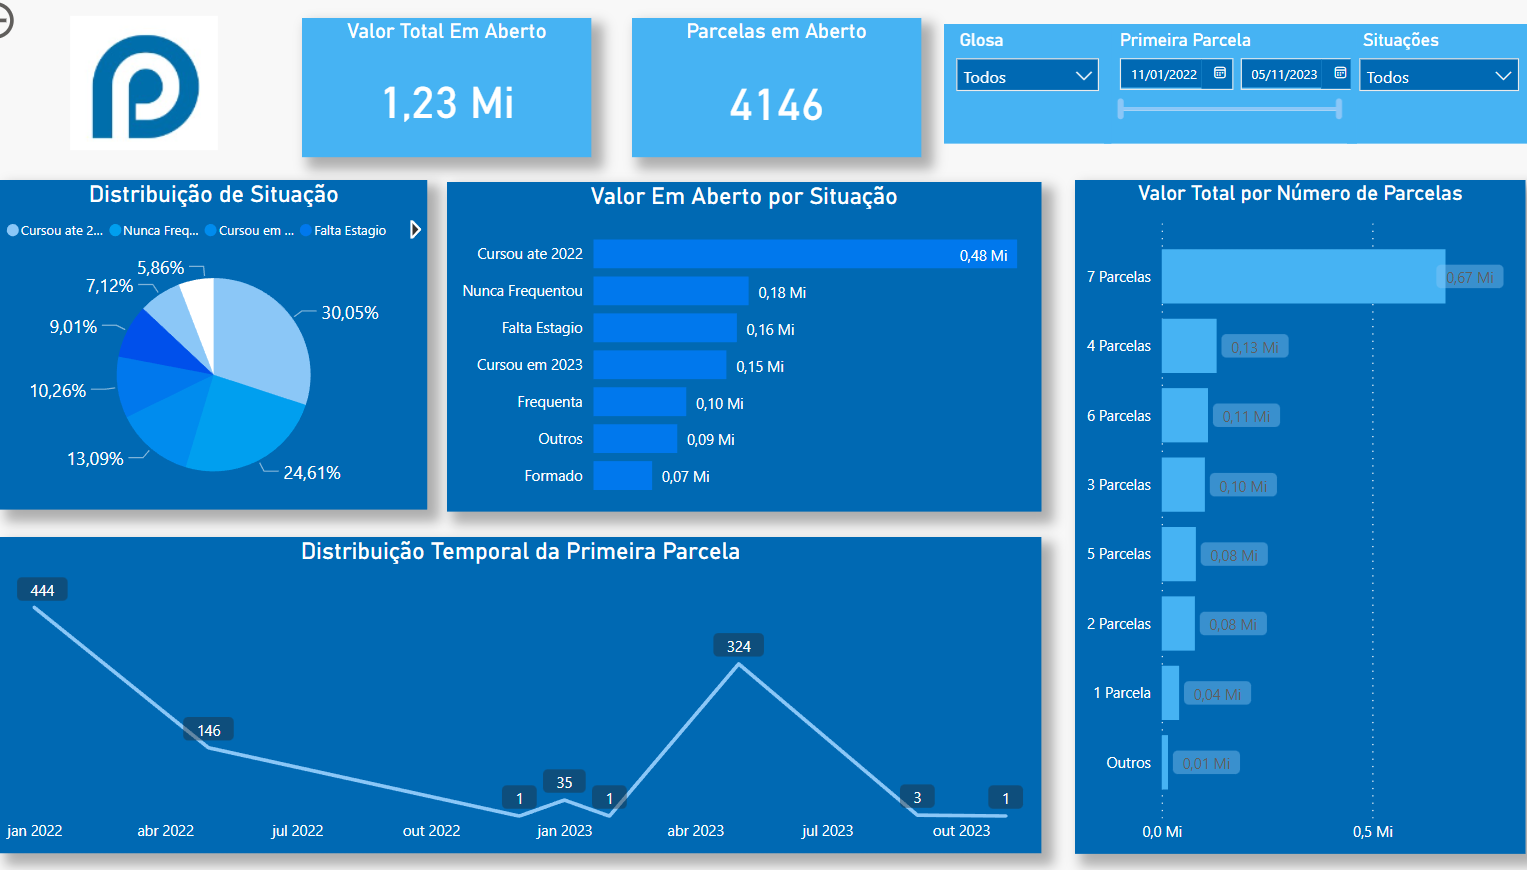 Valor Total Em Aberto
1,23 Mi
Parcelas em Aberto
4146
Glosa
Todos
Primeira Parcela
11/01/2022
05/11/2023
Situações
Todos
Distribuição de Situação
Cursou ate 2... Nunca Freq... Cursou em ... Falta Estagio
5,86%
7,12%
9,01%
10,26%
13,09%
30,05%
24,61%
Valor Em Aberto por Situação
Cursou ate 2022 0,48 Mi
Nunca Frequentou 0,18 Mi
Falta Estagio 0,16 Mi
Cursou em 2023 0,15 Mi
Frequenta 0,10 Mi
Outros 0,09 Mi
Formado 0,07 Mi
Valor Total por Número de Parcelas
7 Parcelas 0,67 Mi
4 Parcelas 0,13 Mi
6 Parcelas 0,11 Mi
3 Parcelas 0,10 Mi
5 Parcelas 0,08 Mi
2 Parcelas 0,08 Mi
1 Parcela 0,04 Mi
Outros 0,01 Mi
0,0 Mi 0,5 Mi
Distribuição Temporal da Primeira Parcela
444
146
1
35
1
324
3
1
jan 2022 abr 2022 jul 2022 out 2022 jan 2023 abr 2023 jul 2023 out 2023